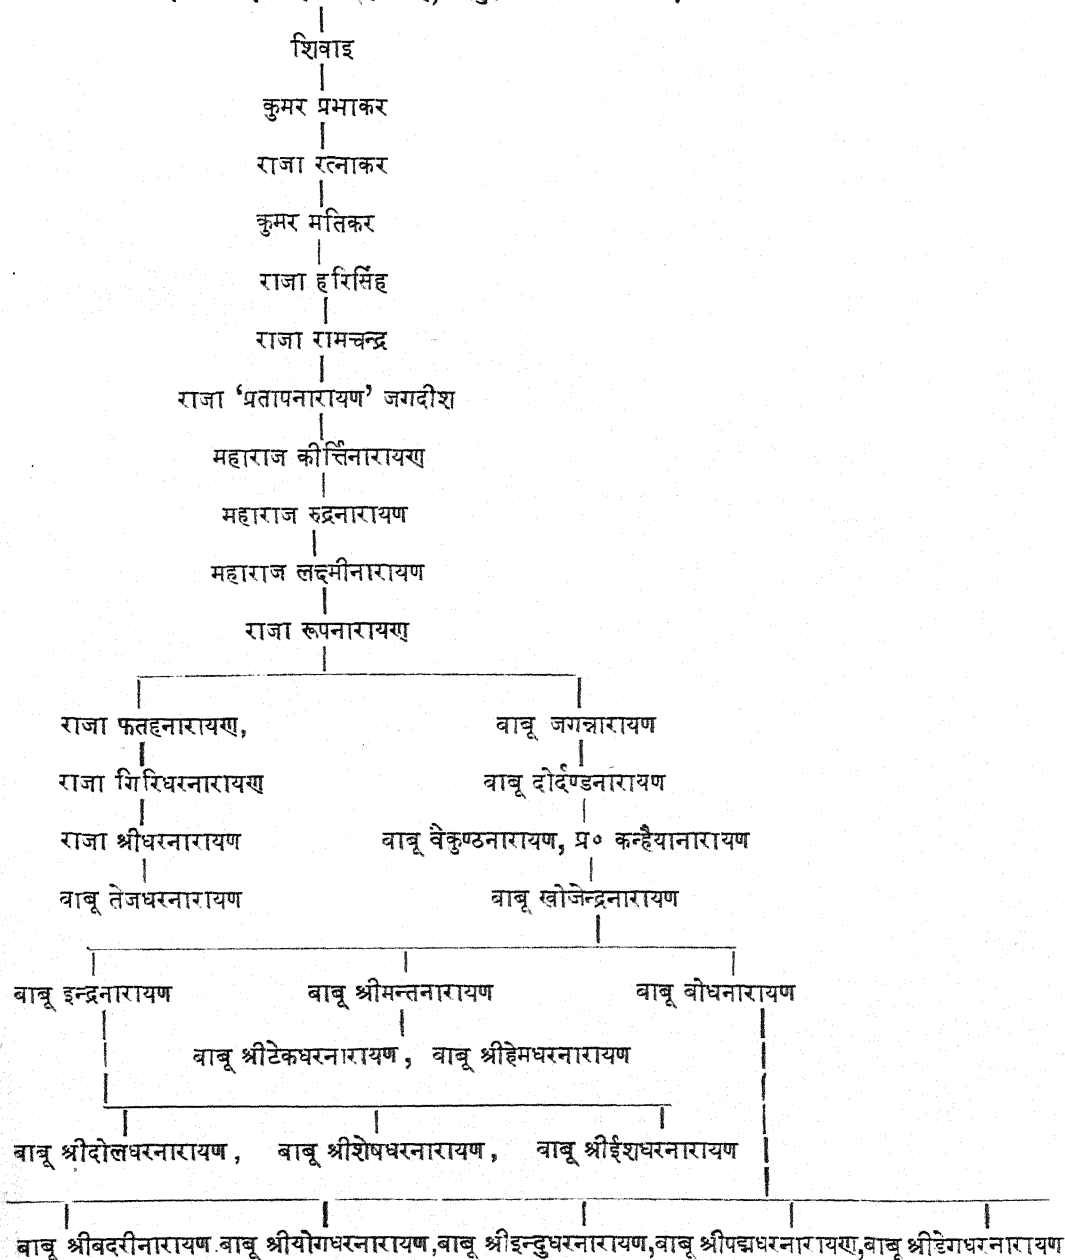 शिवाइ
कुमर प्रभाकर
राजा रत्नाकर
कुमर मतिकर
राजा हरिसिंह
राजा रामचन्द्र
राजा ‘प्रतापनारायण’ जगदीश
महाराज कीर्त्तिनारायण
महाराज रुद्रनारायण
महाराज लक्ष्मीनारायण
राजा रूपनारायण
राजा फतहनारायण, बाबू जगन्नारायण
राजा गिरिधरनारायण बाबू दोर्दण्डनारायण
राजा श्रीधरनारायण बाबू वैकुण्ठनारायण, प्र० कन्हैयानारायण
बाबू तेजधरनारायण बाबू खोजेन्द्रनारायण
बाबू इन्द्रनारायण बाबू श्रीमन्तनारायण बाबू बोधनारायण
बाबू श्रीटेकधरनारायण, बाबू श्रीहेमधरनारायण
बाबू श्रीदोलधरनारायण, बाबू श्रीशेषधरनारायण, बाबू श्रीईशधरनारायण
बाबू श्रीबदरीनारायण. बाबू श्रीयोगधरनारायण, बाबू श्रीइन्दुधरनारायण, बाबू श्रीपद्मधरनारायण, बाबू श्रीटेगधरनारायण